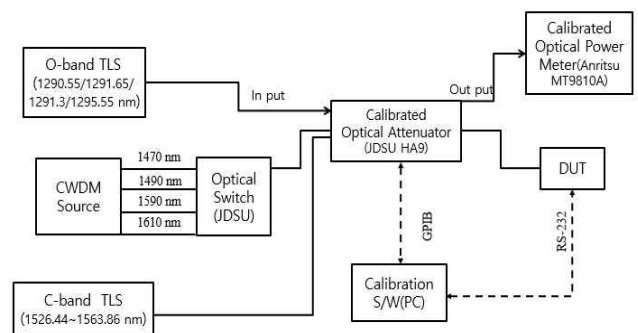 O-band TLS
(1290.55/1291.65/
1291.3/1295.55 nm)
In put
Out put
Calibrated
Optical Power
Meter(Anritsu
MT9810A)
Calibrated
Optical Attenuator
(JDSU HA9)
CWDM
Source
1470 nm
1490 nm
1590 nm
1610 nm
Optical
Switch
(JDSU)
DUT
GPIB
RS-232
Calibration
S/W(PC)
C-band TLS
(1526.44~1563.86 nm)